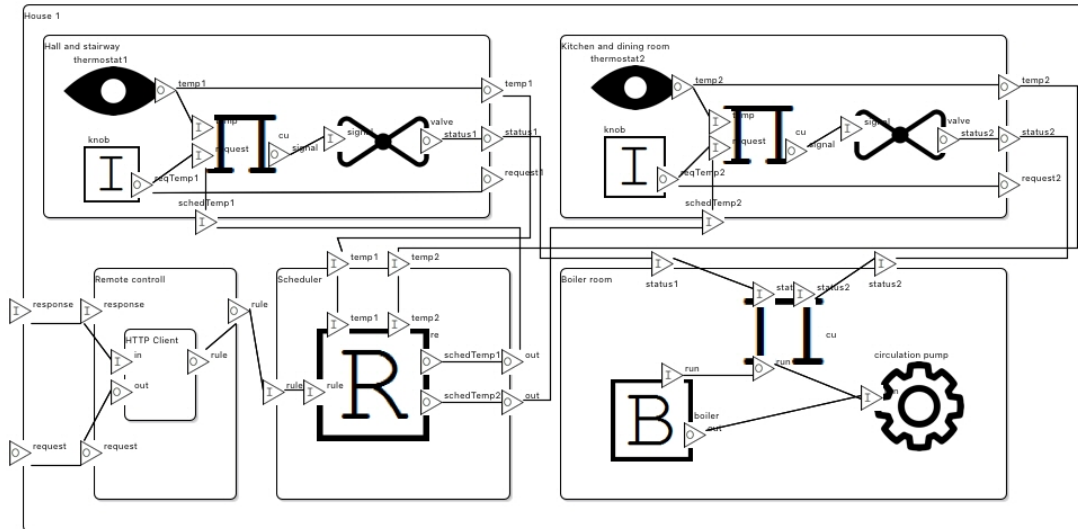 House 1
Hall and stairway
thermostat1
temp1
temp1
knob
temp
request
cu
signal
signal
valve
status1
status1
reqTemp1
request1
schedTemp1
Kitchen and dining room
thermostat2
temp2
temp2
knob
temp
request
cu
signal
signal
valve
status2
status2
reqTemp2
request2
schedTemp2
Remote controll
response
response
HTTP Client
in
out
rule
rule
request
request
Scheduler
temp1
temp2
temp1
temp2
re
rule
rule
R
schedTemp1
out
schedTemp2
out
Boiler room
status1
status2
status2
cu
run
run
B
boiler
out
circulation pump